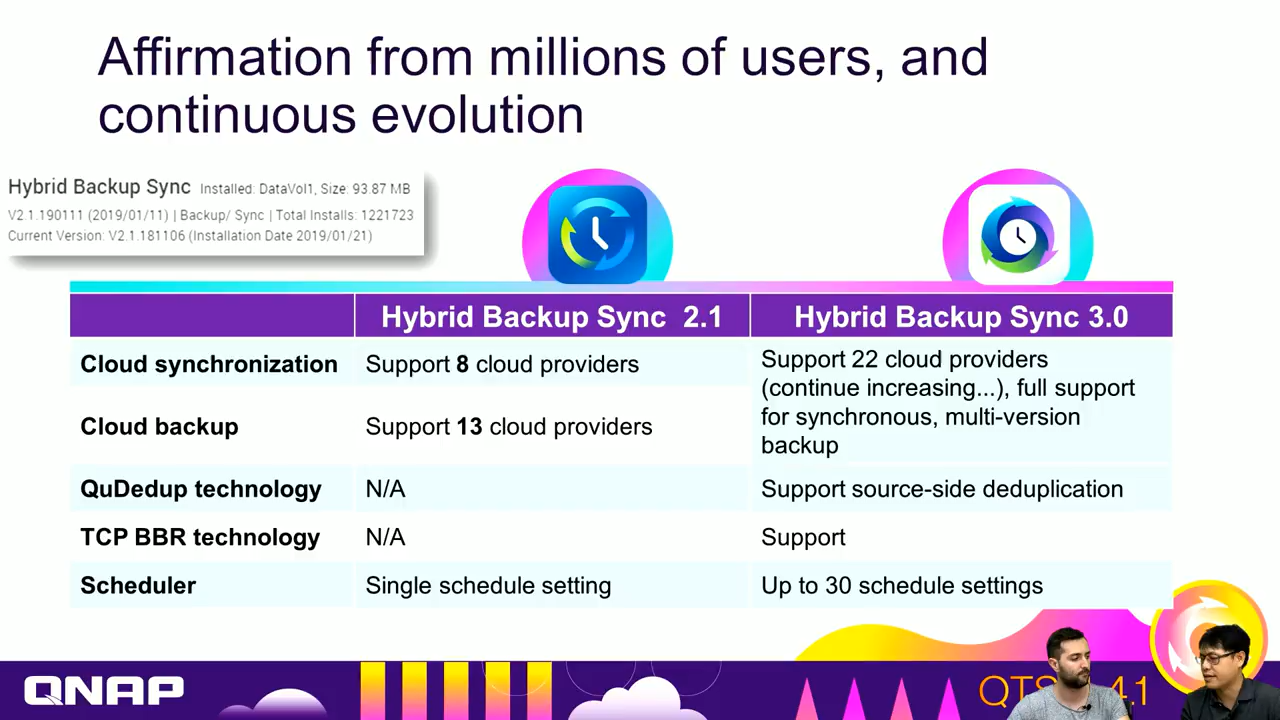 Affirmation from millions of users, and
continuous evolution
Hybrid Backup Sync Installed: DataVol1, Size: 93.87 MB
V2.1.190111 (2019/01/11) | Backup/ Sync | Total Installs: 1221723
Current Version: V2.1.181106 (Installation Date 2019/01/21)
Hybrid Backup Sync 2.1
Hybrid Backup Sync 3.0
Cloud synchronization
Support 8 cloud providers
Support 22 cloud providers
(continue increasing...), full support
for synchronous, multi-version
backup
Cloud backup
Support 13 cloud providers
QuDedup technology
N/A
Support source-side deduplication
TCP BBR technology
N/A
Support
Scheduler
Single schedule setting
Up to 30 schedule settings
QNAP